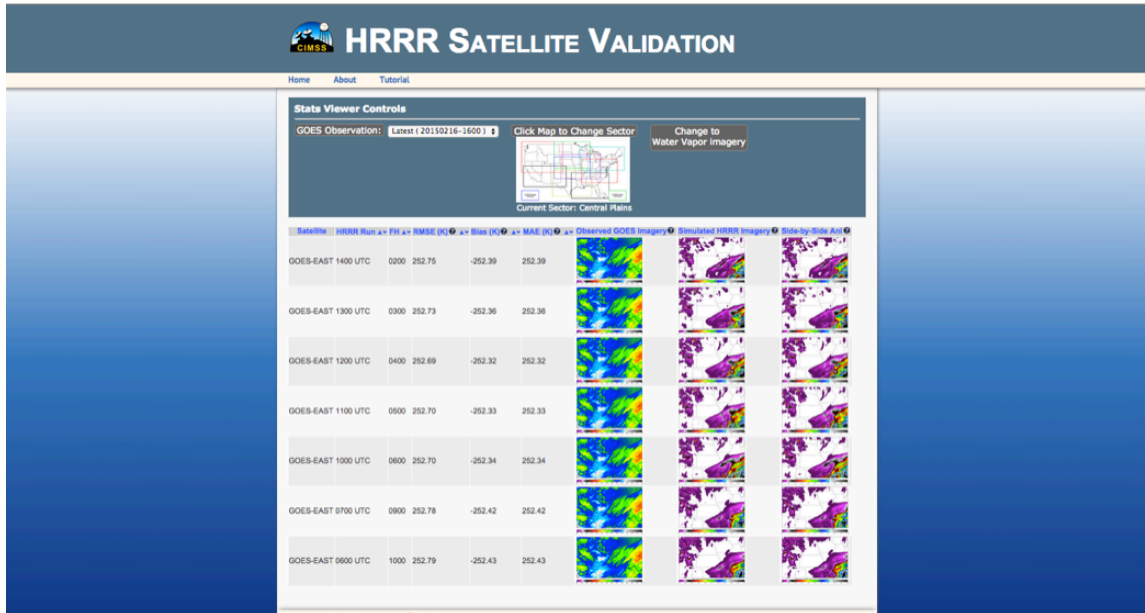 CIMSS
HRRR SATELLITE VALIDATION
Home About Tutorial
Stats Viewer Controls
GOES Observation: Latest ( 20150216-1600 ) Click Map to Change Sector Change to
Water Vapor Imagery
Current Sector: Central Plains
Satellite HRRR Run FH RMSE (K) Bias (K) MAE (K) Observed GOES Imagery Simulated HRRR Imagery Side-by-Side Ani
GOES-EAST 1400 UTC 0200 252.75 -252.39 252.39
GOES-EAST 1300 UTC 0300 252.73 -252.36 252.36
GOES-EAST 1200 UTC 0400 252.69 -252.32 252.32
GOES-EAST 1100 UTC 0500 252.70 -252.33 252.33
GOES-EAST 1000 UTC 0600 252.70 -252.34 252.34
GOES-EAST 0700 UTC 0900 252.78 -252.42 252.42
GOES-EAST 0600 UTC 1000 252.79 -252.43 252.43